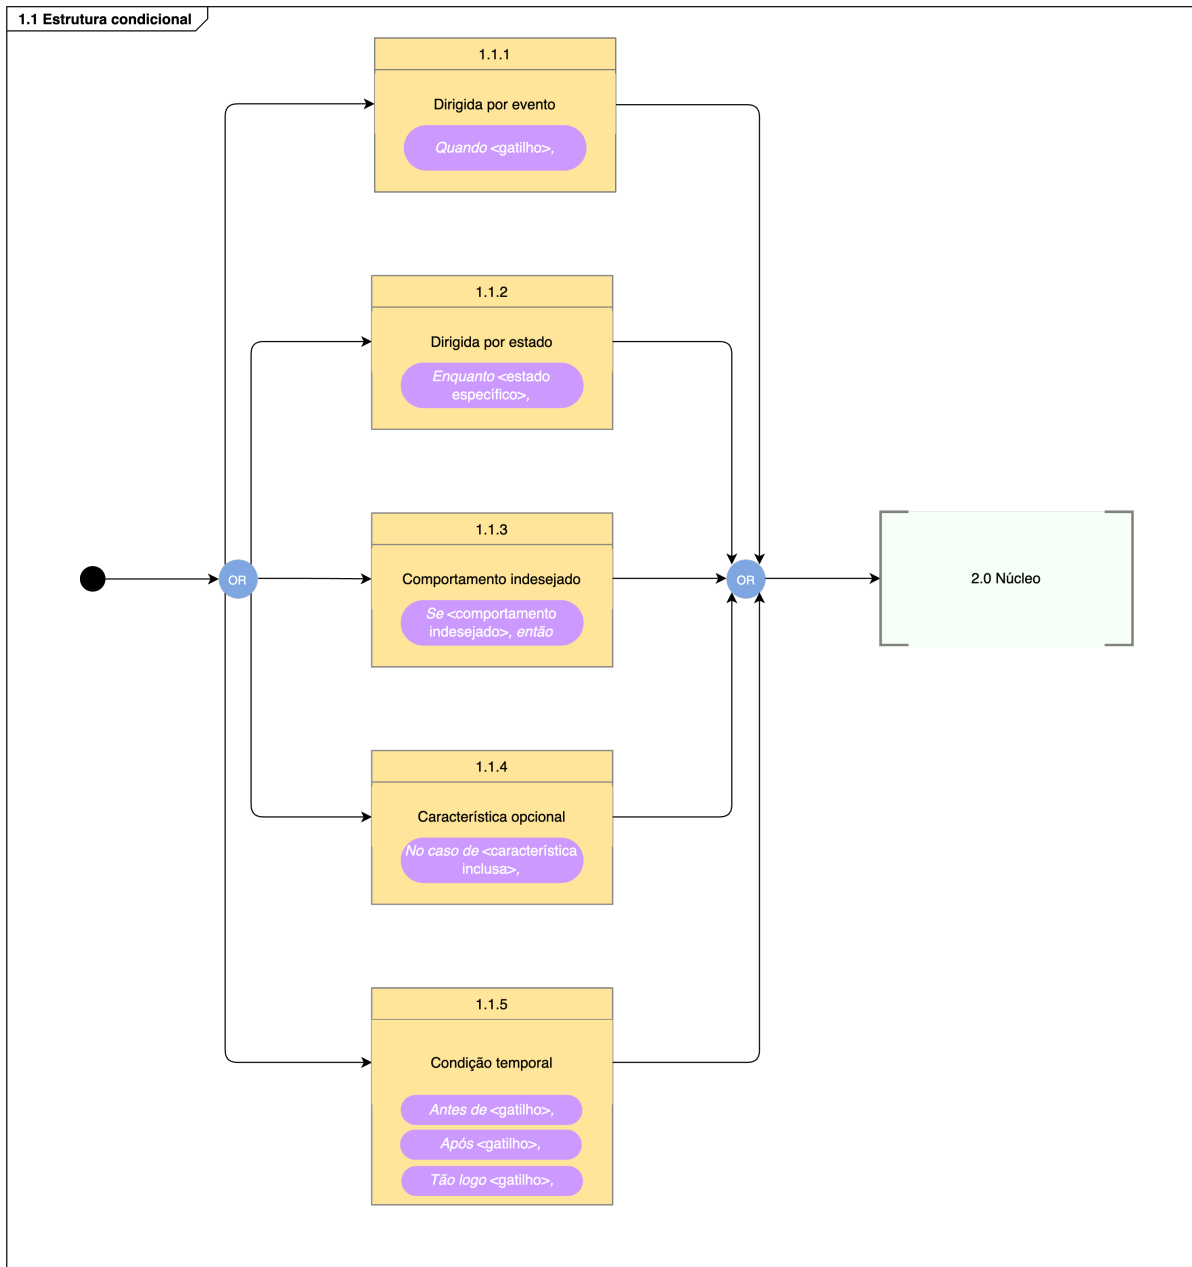 1.1 Estrutura condicional
1.1.1
Dirigida por evento
Quando <gatilho>,
1.1.2
Dirigida por estado
Enquanto <estado
específico>,
1.1.3
Comportamento indesejado
Se <comportamento
indesejado>, então
OR
OR
2.0 Núcleo
1.1.4
Característica opcional
No caso de <característica
inclusa>,
1.1.5
Condição temporal
Antes de <gatilho>,
Após <gatilho>,
Tão logo <gatilho>,